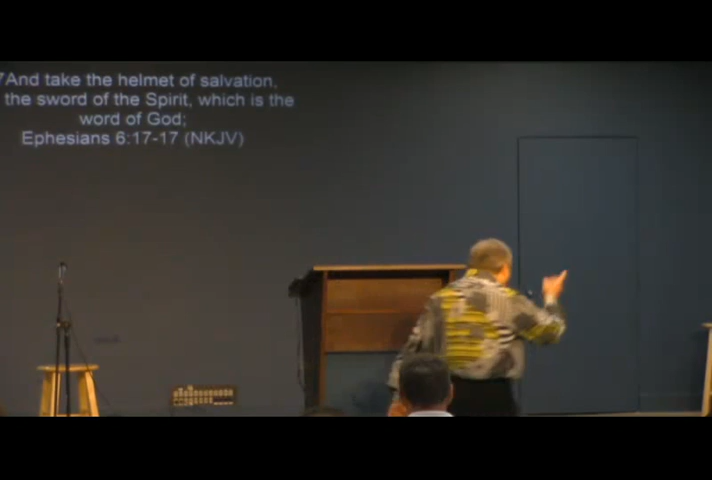 7And take the helmet of salvation,
the sword of the Spirit, which is the
word of God;
Ephesians 6:17-17 (NKJV)